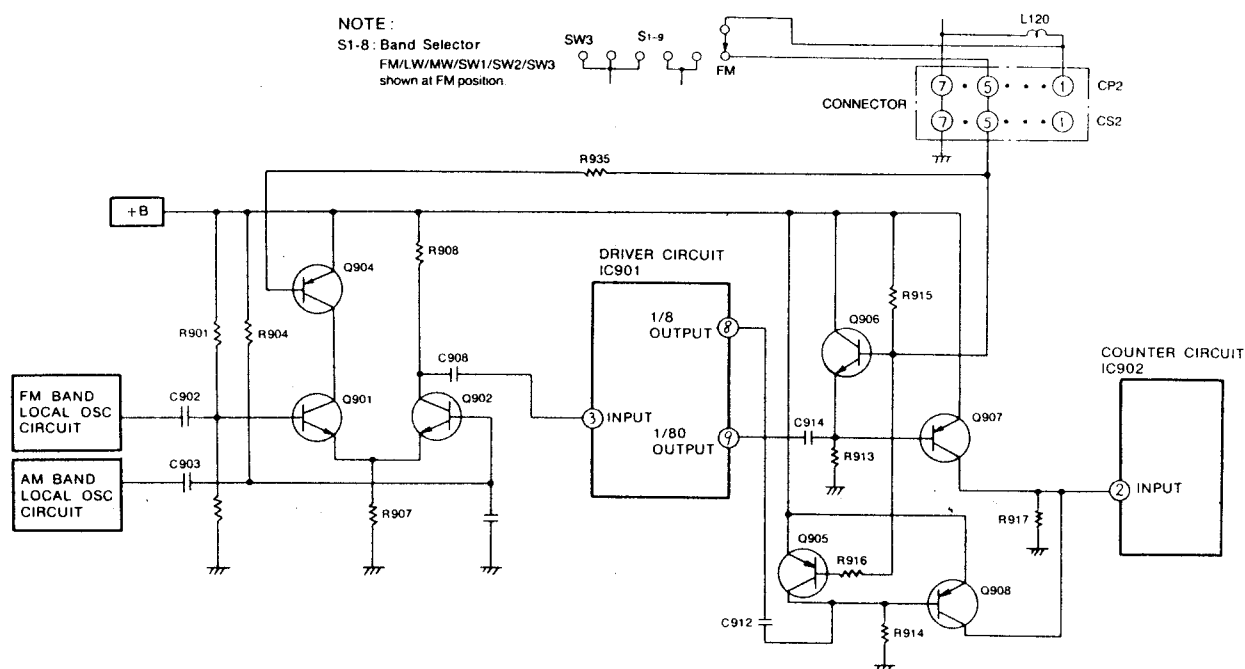 NOTE:
S1-8: Band Selector
FM/LW/MW/SW1/SW2/SW3
shown at FM position.
SW3
S1-9
FM
L120
7 · 5 · · · 1
CP2
CONNECTOR
7 · 5 · · · 1
CS2
R935
+B
R908
DRIVER CIRCUIT
IC901
Q904
R901
R904
1/8
OUTPUT
8
Q906
R915
COUNTER CIRCUIT
IC902
FM BAND
LOCAL OSC
CIRCUIT
C902
Q901
C908
Q902
3
INPUT
1/80
OUTPUT
9
C914
R913
Q907
AM BAND
LOCAL OSC
CIRCUIT
C903
R907
2
INPUT
R917
Q905
R916
Q908
C912
R914